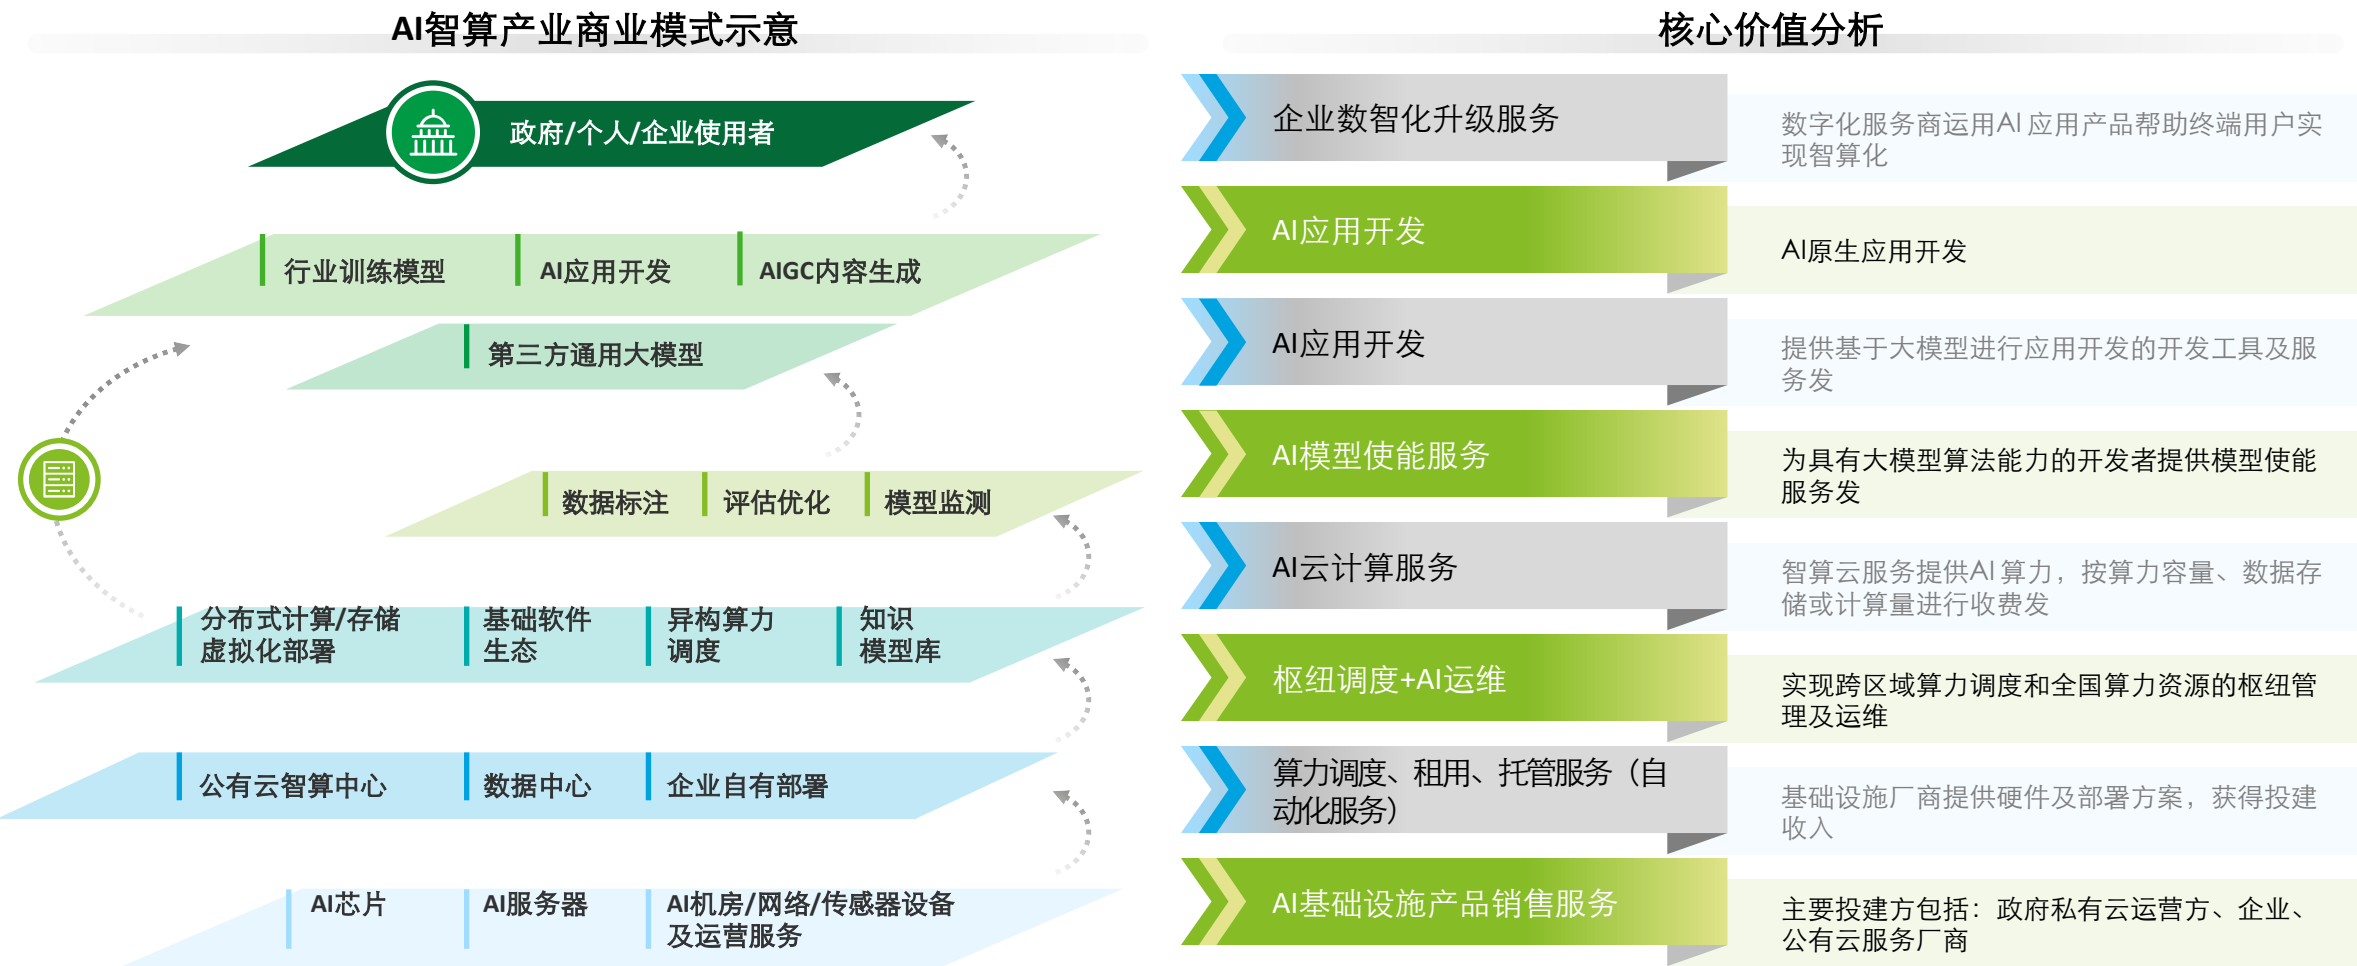 AI智算产业商业模式示意
政府/个人/企业使用者
行业训练模型
AI应用开发
AIGC内容生成
第三方通用大模型
数据标注
评估优化
模型监测
分布式计算/存储
虚拟化部署
基础软件
生态
异构算力
调度
知识
模型库
公有云智算中心
数据中心
企业自有部署
AI芯片
AI服务器
AI机房/网络/传感器设备
及运营服务
核心价值分析
企业数智化升级服务
数字化服务商运用AI 应用产品帮助终端用户实
现智算化
AI应用开发
AI原生应用开发
AI应用开发
提供基于大模型进行应用开发的开发工具及服
务发
AI模型使能服务
为具有大模型算法能力的开发者提供模型使能
服务发
AI云计算服务
智算云服务提供AI 算力，按算力容量、数据存
储或计算量进行收费发
枢纽调度+AI运维
实现跨区域算力调度和全国算力资源的枢纽管
理及运维
算力调度、租用、托管服务（自
动化服务）
基础设施厂商提供硬件及部署方案，获得投建
收入
AI基础设施产品销售服务
主要投建方包括：政府私有云运营方、企业、
公有云服务厂商